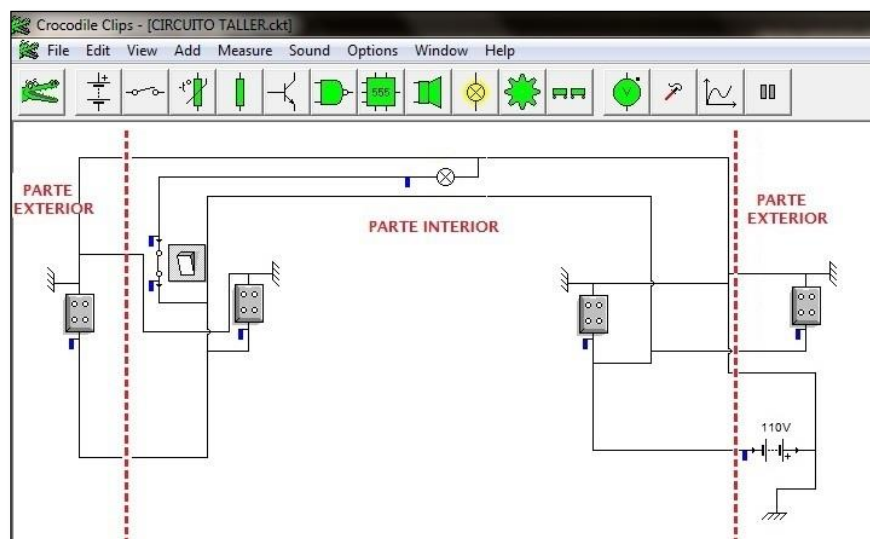 Crocodile Clips - [CIRCUITO TALLER.ckt]
File Edit View Add Measure Sound Options Window Help
555
V
PARTE
EXTERIOR
PARTE INTERIOR
PARTE
EXTERIOR
110V
+